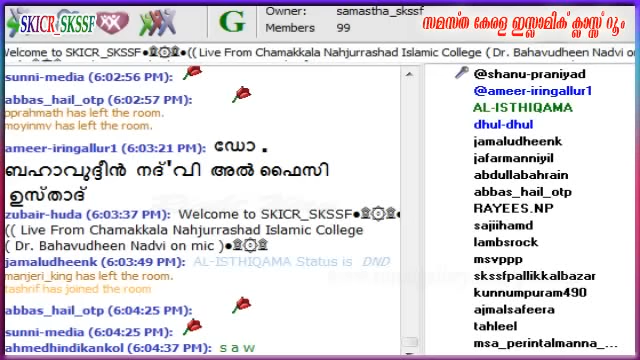 SKICR_SKSSF
G
Owner: samastha_skssf
Members 99
സമസ്ത കേരള ഇസ്ലാമിക് ക്ലാസ്സ് റൂം
Welcome to SKICR_SKSSF●۩۞۩●(( Live From Chamakkala Nahjurrashad Islamic College ( Dr. Bahavudheen Nadvi on
sunni-media (6:02:56 PM):
abbas_hail_otp (6:02:57 PM):
pprahmath has left the room.
moyinmv has left the room.
ameer-iringallur1 (6:03:21 PM): ഡോ .
ബഹാവുദ്ദീൻ നദ്'വി അൽ ഫൈസി
ഉസ്താദ്
zubair-huda (6:03:37 PM): Welcome to SKICR_SKSSF●۩۞۩●
(( Live From Chamakkala Nahjurrashad Islamic College
( Dr. Bahavudheen Nadvi on mic )●۩۞۩
jamaludheenk (6:03:49 PM): AL-ISTHIQAMA Status is DND
manjeri_king has left the room.
tashrif has joined the room
abbas_hail_otp (6:04:25 PM):
sunni-media (6:04:25 PM):
ahmedhindikankol (6:04:37 PM): s a w
@shanu-praniyad
@ameer-iringallur1
AL-ISTHIQAMA
dhul-dhul
jamaludheenk
jafarmanniyil
abdullabahrain
abbas_hail_otp
RAYEES.NP
sajiihamd
lambsrock
msvppp
skssfpallikkalbazar
kunnumpuram490
ajmalsafeera
tahleel
msa_perintalmanna_...